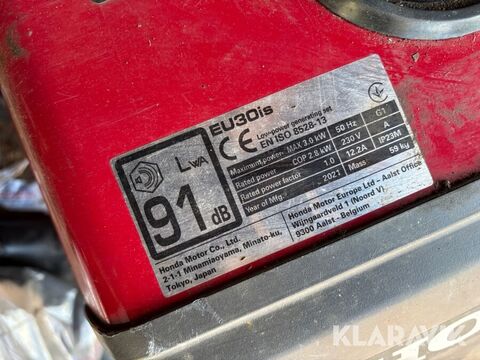 EU30is
CE Low-power generating set
EN ISO 8528-13
LWA
91 dB
Maximum power MAX 3.0 kW 50 Hz G1
Rated power COP 2.8 kW 230 V A
Rated power factor 1.0 12.2A IP23M
Year of Mfg. 2021 Mass 59 kg
Honda Motor Co., Ltd.
2-1-1 Minamiaoyama, Minato-ku,
Tokyo, Japan
Honda Motor Europe Ltd - Aalst Office
Wijngaardveld 1 (Noord V)
9300 Aalst - Belgium
KLARAVIK